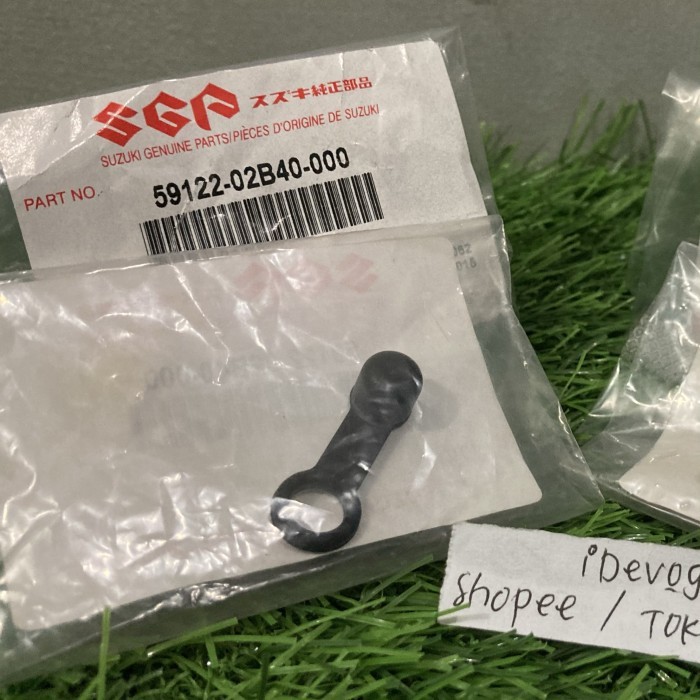 SGP スズキ純正部品
SUZUKI GENUINE PARTS/PIÈCES D'ORIGINE DE SUZUKI
PART NO. 59122-02B40-000
iDevog
Shopee / TOK